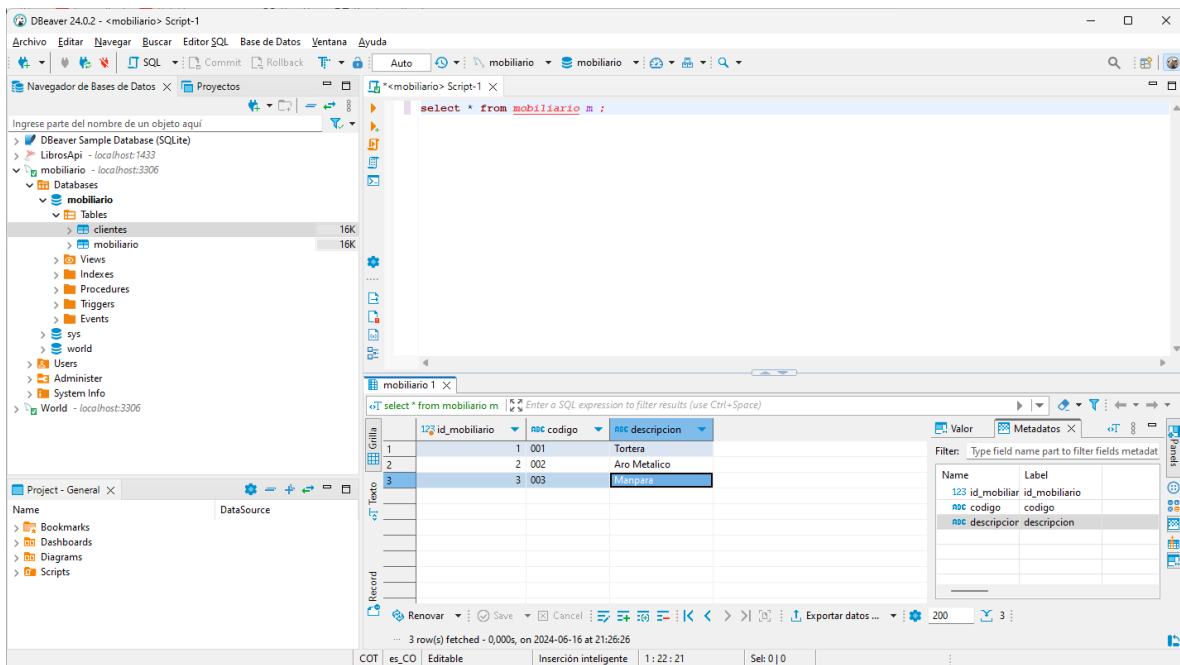 DBeaver 24.0.2 - <mobiliario> Script-1
Archivo Editar Navegar Buscar Editor SQL Base de Datos Ventana Ayuda
SQL Commit Rollback Auto mobiliario mobiliario
Navegador de Bases de Datos Proyectos
Ingrese parte del nombre de un objeto aquí
DBeaver Sample Database (SQLite)
LibrosApi - localhost:1433
mobiliario - localhost:3306
Databases
mobiliario
Tables
clientes 16K
mobiliario 16K
Views
Indexes
Procedures
Triggers
Events
sys
world
Users
Administer
System Info
World - localhost:3306
Project - General
Name DataSource
Bookmarks
Dashboards
Diagrams
Scripts
*<mobiliario> Script-1
select * from mobiliario m ;
mobiliario 1
select * from mobiliario m Enter a SQL expression to filter results (use Ctrl+Space)
Grilla
Texto
Record
123 id_mobiliario ABC codigo ABC descripcion
1 1 001 Tortera
2 2 002 Aro Metalico
3 3 003 Manpara
Valor Metadatos
Panels
Filter: Type field name part to filter fields metadat
Name Label
123 id_mobiliar id_mobiliario
ABC codigo codigo
ABC descripcior descripcion
Renovar Save Cancel Exportar datos ... 200 3
3 row(s) fetched - 0,000s, on 2024-06-16 at 21:26:26
COT es_CO Editable Inserción inteligente 1 : 22 : 21 Sel: 0 | 0